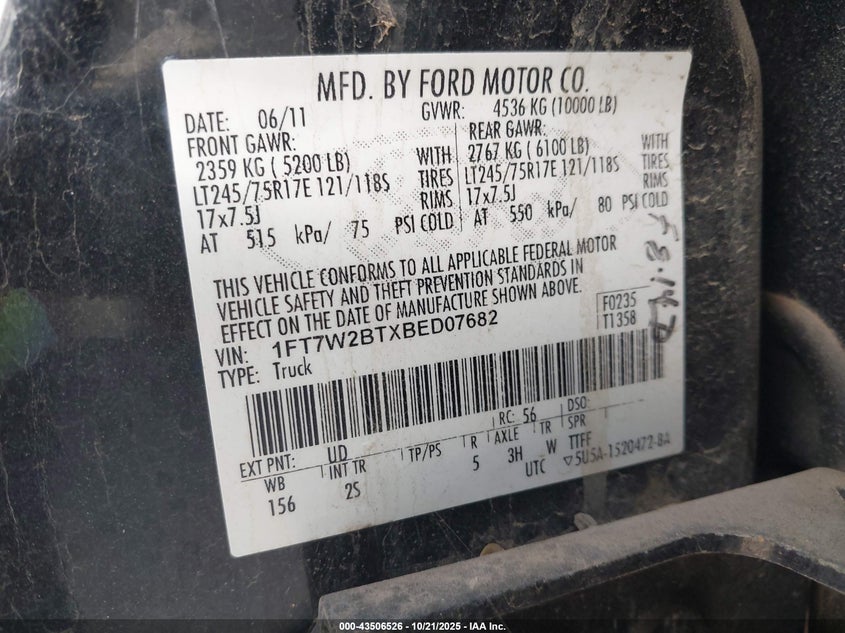 MFD. BY FORD MOTOR CO.
DATE: 06/11 GVWR: 4536 KG (10000 LB)
FRONT GAWR: REAR GAWR:
2359 KG ( 5200 LB) WITH 2767 KG ( 6100 LB) WITH
LT245/75R17E 121/118S TIRES LT245/75R17E 121/118S TIRES
17x7.5J RIMS 17x7.5J RIMS
AT 515 kPa/ 75 PSI COLD AT 550 kPa/ 80 PSI COLD
THIS VEHICLE CONFORMS TO ALL APPLICABLE FEDERAL MOTOR
VEHICLE SAFETY AND THEFT PREVENTION STANDARDS IN
EFFECT ON THE DATE OF MANUFACTURE SHOWN ABOVE.
VIN: 1FT7W2BTXBED07682 F0235
TYPE: Truck T1358
EXT PNT: UD RC: 56 DSO:
WB INT TR TP/PS R AXLE TR SPR
156 2S 5 3H W TTFF
UTC ▽5U5A-1520472-BA
000-43506526 - 10/21/2025 - IAA Inc.